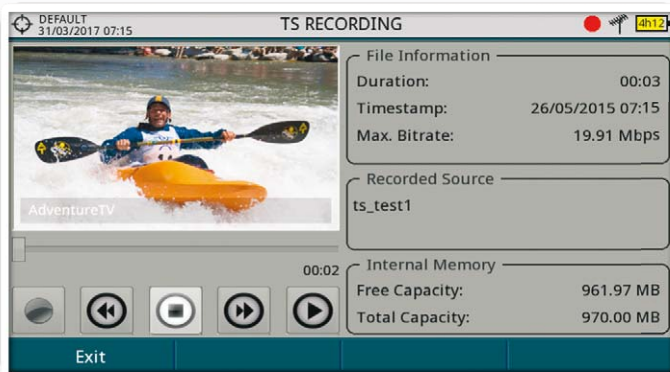 DEFAULT
31/03/2017 07:15
TS RECORDING
4h12
AdventureTV
00:02
File Information
Duration: 00:03
Timestamp: 26/05/2015 07:15
Max. Bitrate: 19.91 Mbps
Recorded Source
ts_test1
Internal Memory
Free Capacity: 961.97 MB
Total Capacity: 970.00 MB
Exit